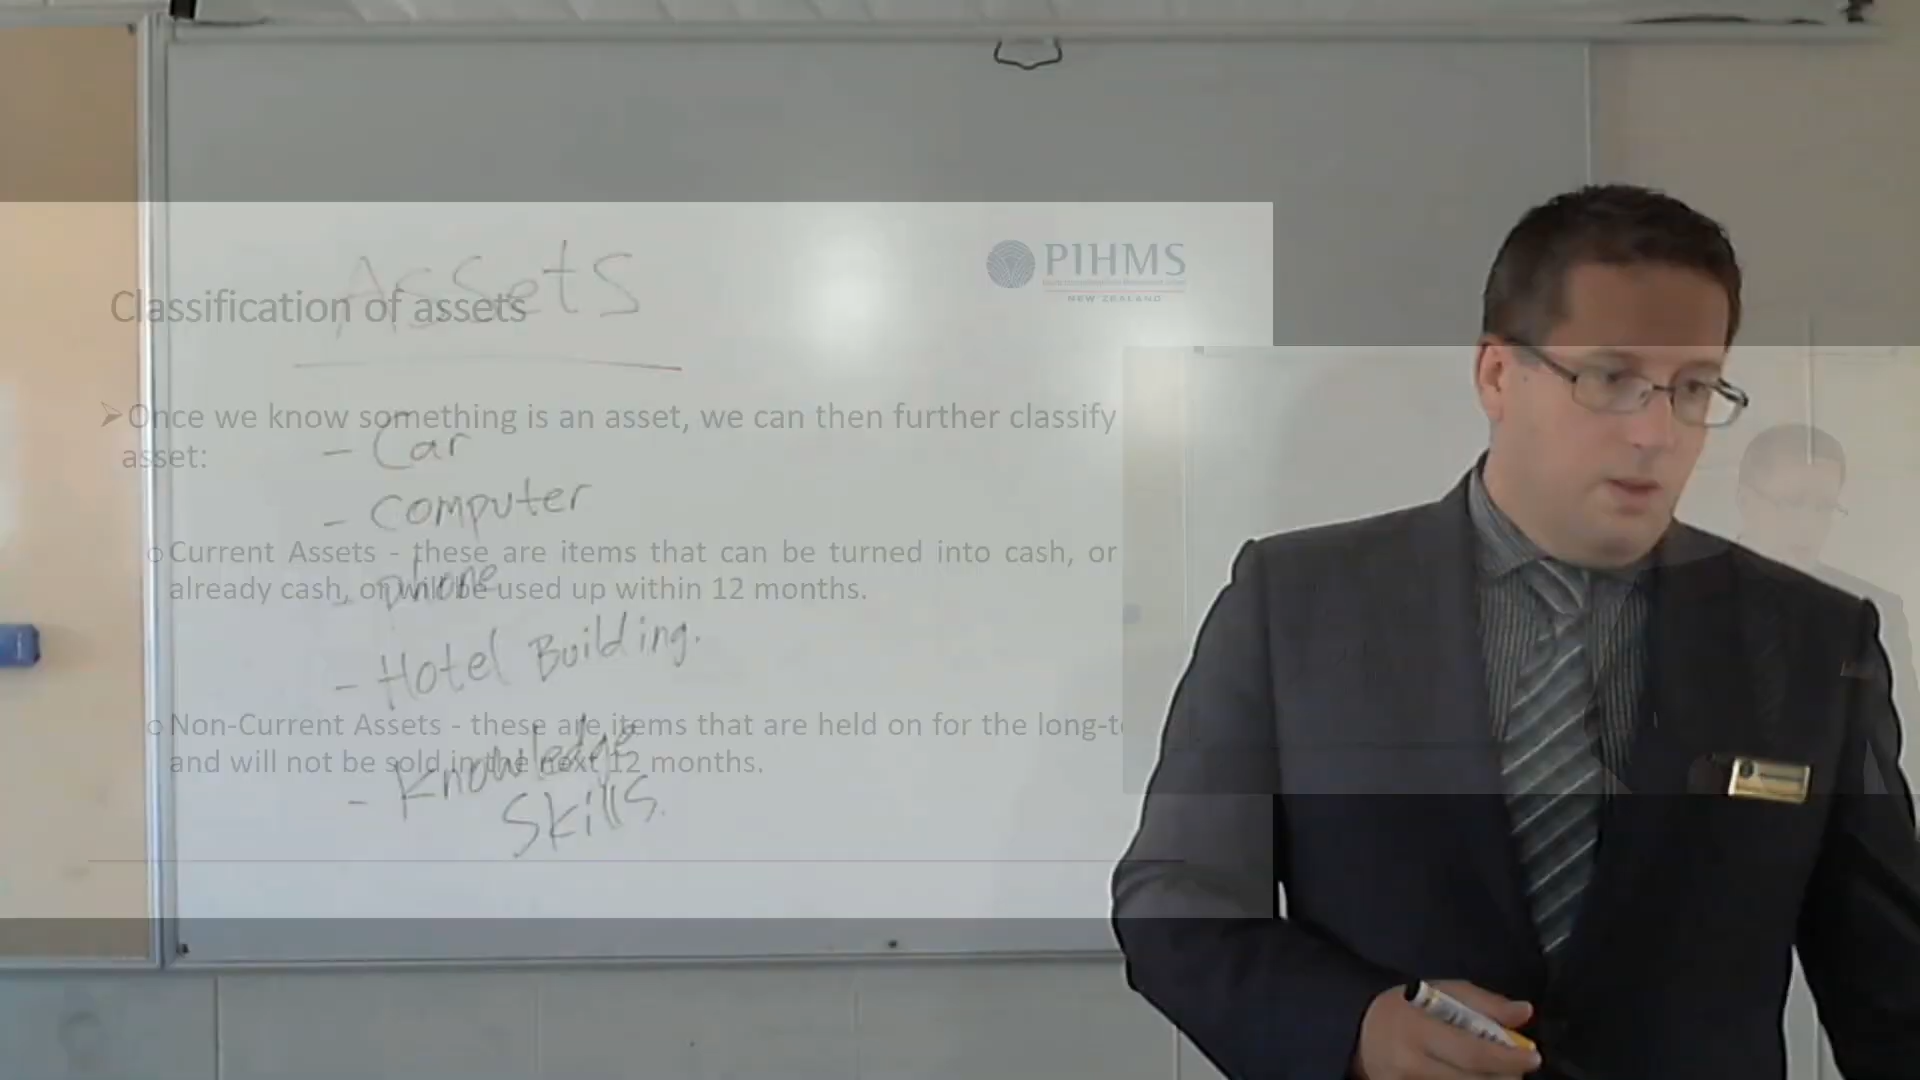 Assets
PIHMS
NEW ZEALAND
Classification of assets
Once we know something is an asset, we can then further classify
asset:
- Car
- Computer
Current Assets - these are items that can be turned into cash, or
already cash, or will be used up within 12 months.
- phone
- Hotel Building.
Non-Current Assets - these are items that are held on for the long-t
and will not be sold in the next 12 months.
- Knowledge
Skills.